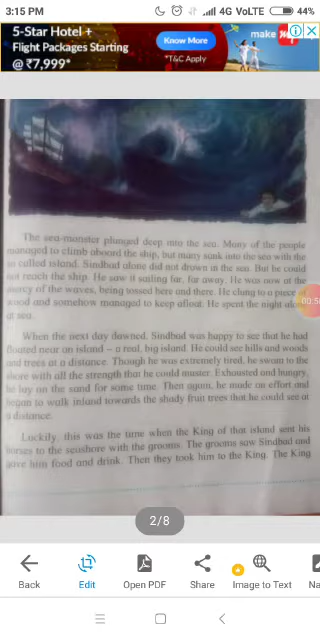 3:15 PM
4G VoLTE 44%
5-Star Hotel +
Flight Packages Starting
@ ₹7,999*
Know More
*T&C Apply
make
The sea-monster plunged deep into the sea. Many of the people
managed to climb aboard the ship, but many sank into the sea with the
so called island. Sindbad alone did not drown in the sea. But he could
not reach the ship. He saw it sailing far, far away. He was now at the
mercy of the waves, being tossed here and there. He clung to a piece
wood and somehow managed to keep afloat. He spent the night
at sea.
00:5
When the next day dawned, Sindbad was happy to see that he had
floated near an island – a real, big island. He could see hills and woods
and trees at a distance. Though he was extremely tired, he swam to the
shore with all the strength that he could muster. Exhausted and hungry,
he lay on the sand for some time. Then again, he made an effort and
began to walk inland towards the shady fruit trees that he could see at
a distance.
Luckily, this was the time when the King of that island sent his
horses to the seashore with the grooms. The grooms saw Sindbad and
gave him food and drink. Then they took him to the King. The King
2/8
Back
Edit
Open PDF
Share
Image to Text
Na